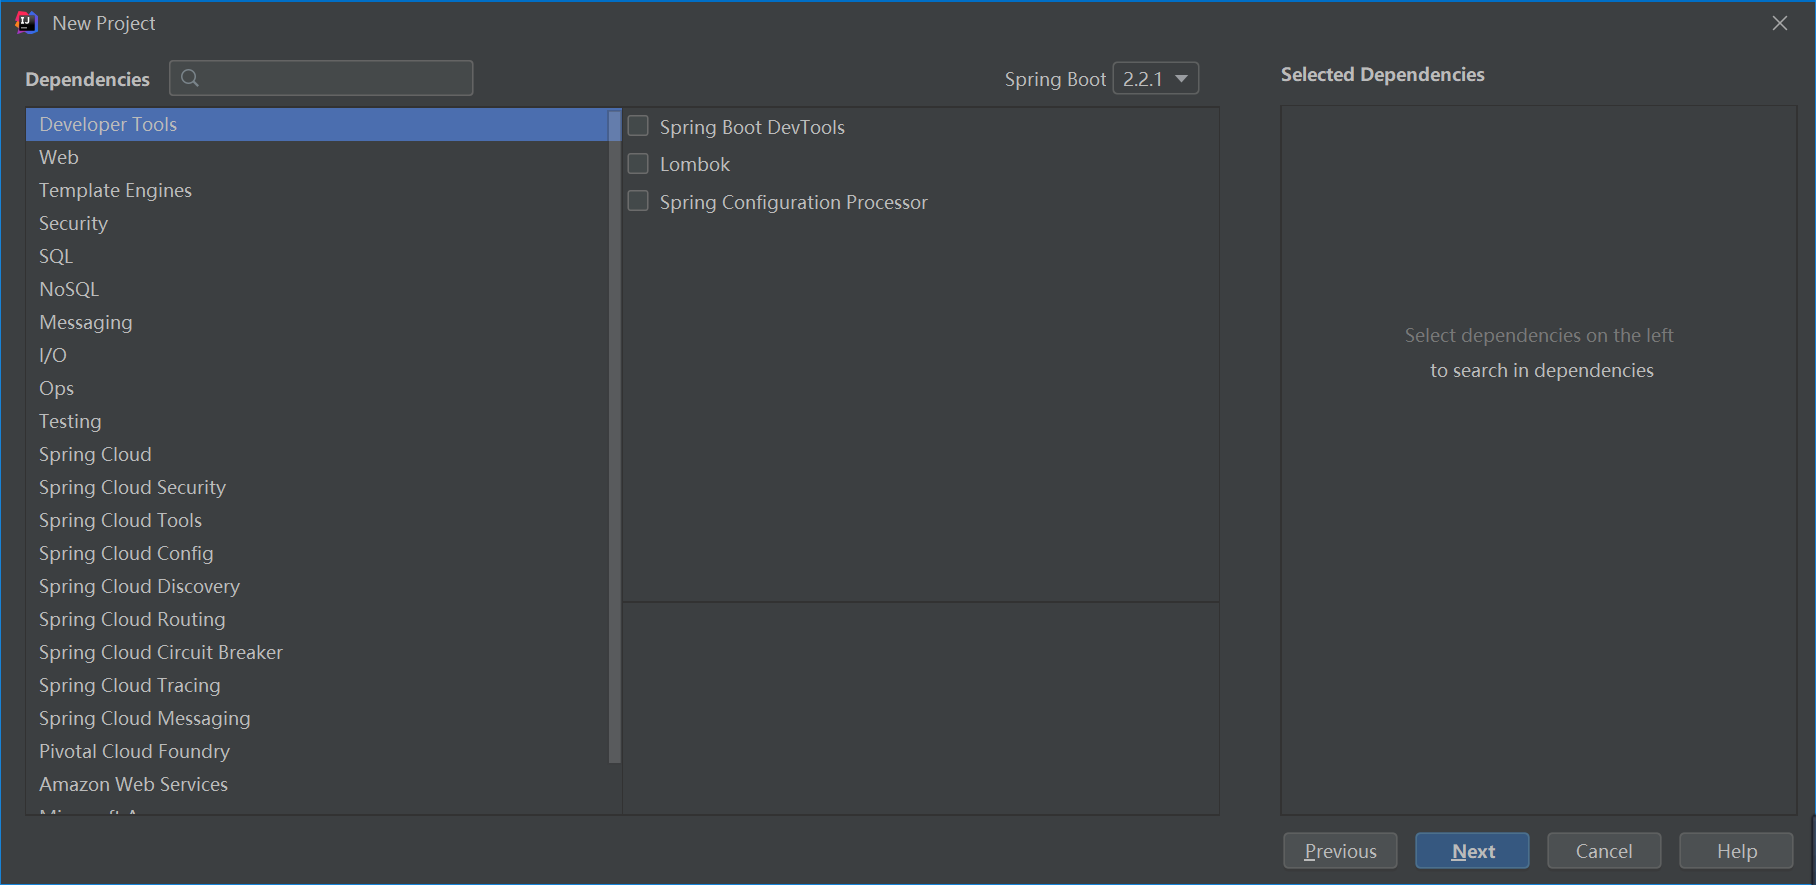 New Project
Dependencies
Spring Boot 2.2.1
Selected Dependencies
Developer Tools
Web
Template Engines
Security
SQL
NoSQL
Messaging
I/O
Ops
Testing
Spring Cloud
Spring Cloud Security
Spring Cloud Tools
Spring Cloud Config
Spring Cloud Discovery
Spring Cloud Routing
Spring Cloud Circuit Breaker
Spring Cloud Tracing
Spring Cloud Messaging
Pivotal Cloud Foundry
Amazon Web Services
Spring Boot DevTools
Lombok
Spring Configuration Processor
Select dependencies on the left
to search in dependencies
Previous
Next
Cancel
Help